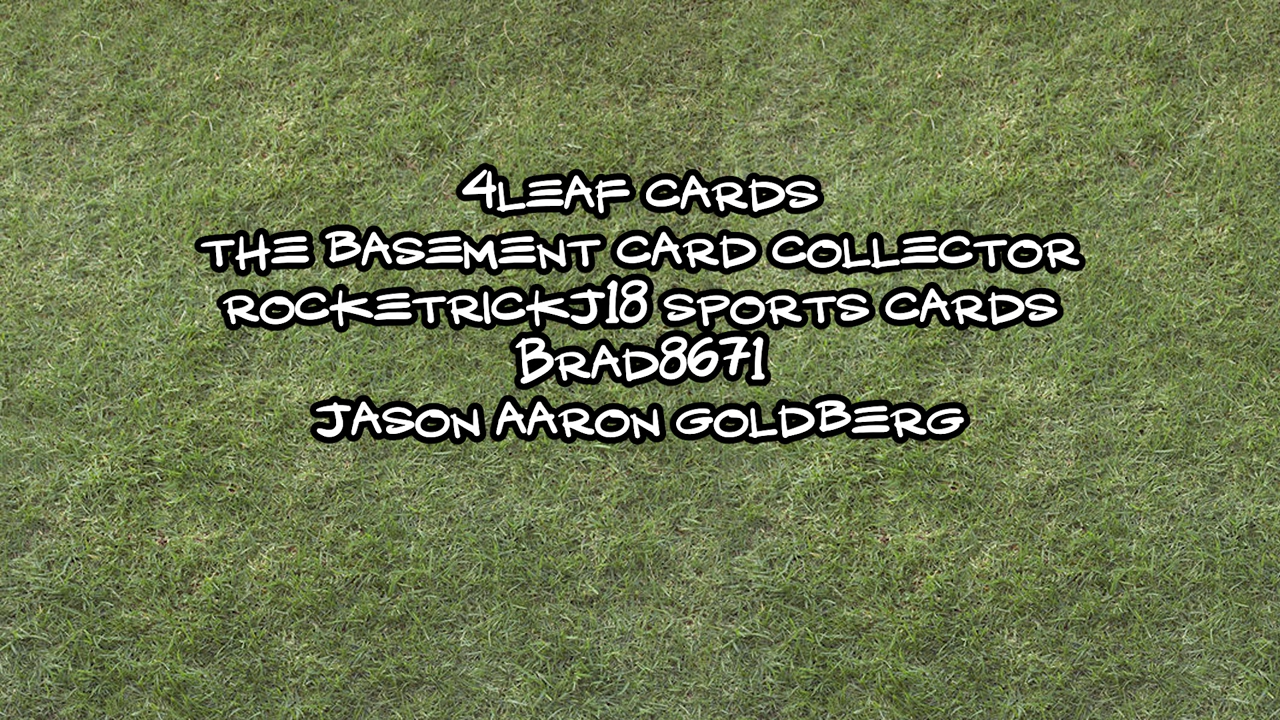 4Leaf Cards
The Basement Card Collector
RocketRickJ18 Sports Cards
Brad8671
Jason Aaron Goldberg